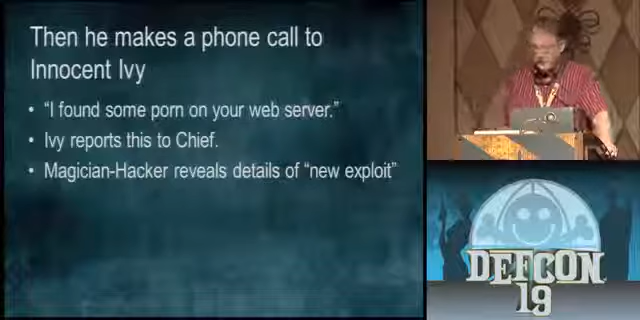 Then he makes a phone call to
Innocent Ivy
• “I found some porn on your web server.”
• Ivy reports this to Chief.
• Magician-Hacker reveals details of “new exploit”
DEFCON
19